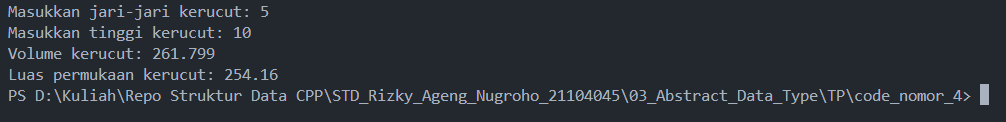 Masukkan jari-jari kerucut: 5
Masukkan tinggi kerucut: 10
Volume kerucut: 261.799
Luas permukaan kerucut: 254.16
PS D:\Kuliah\Repo Struktur Data CPP\STD_Rizky_Ageng_Nugroho_21104045\03_Abstract_Data_Type\TP\code_nomor_4>